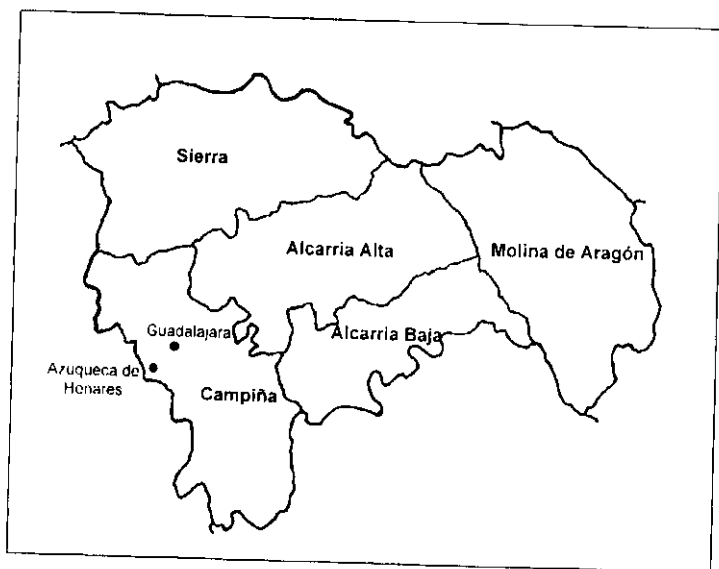 Sierra
Alcarria Alta
Molina de Aragón
Guadalajara
Alcarria Baja
Azuqueca de
Henares
Campiña